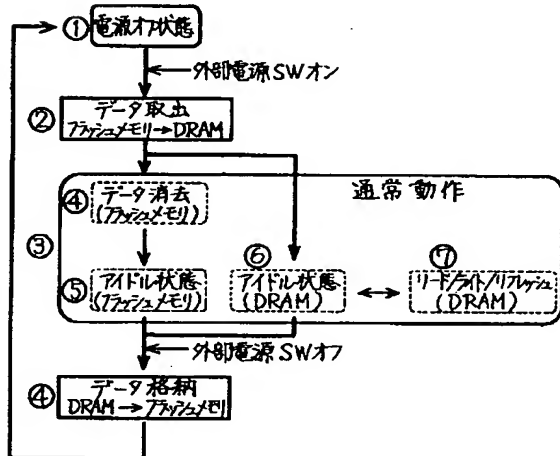 ① 電源オフ状態
外部電源SWオン
② データ取出
フラッシュメモリ→DRAM
通常動作
④ データ消去
(フラッシュメモリ)
③
⑤ アイドル状態
(フラッシュメモリ)
⑥
アイドル状態
(DRAM)
⑦
リード/ライト/リフレッシュ
(DRAM)
外部電源SWオフ
④ データ格納
DRAM→フラッシュメモリ